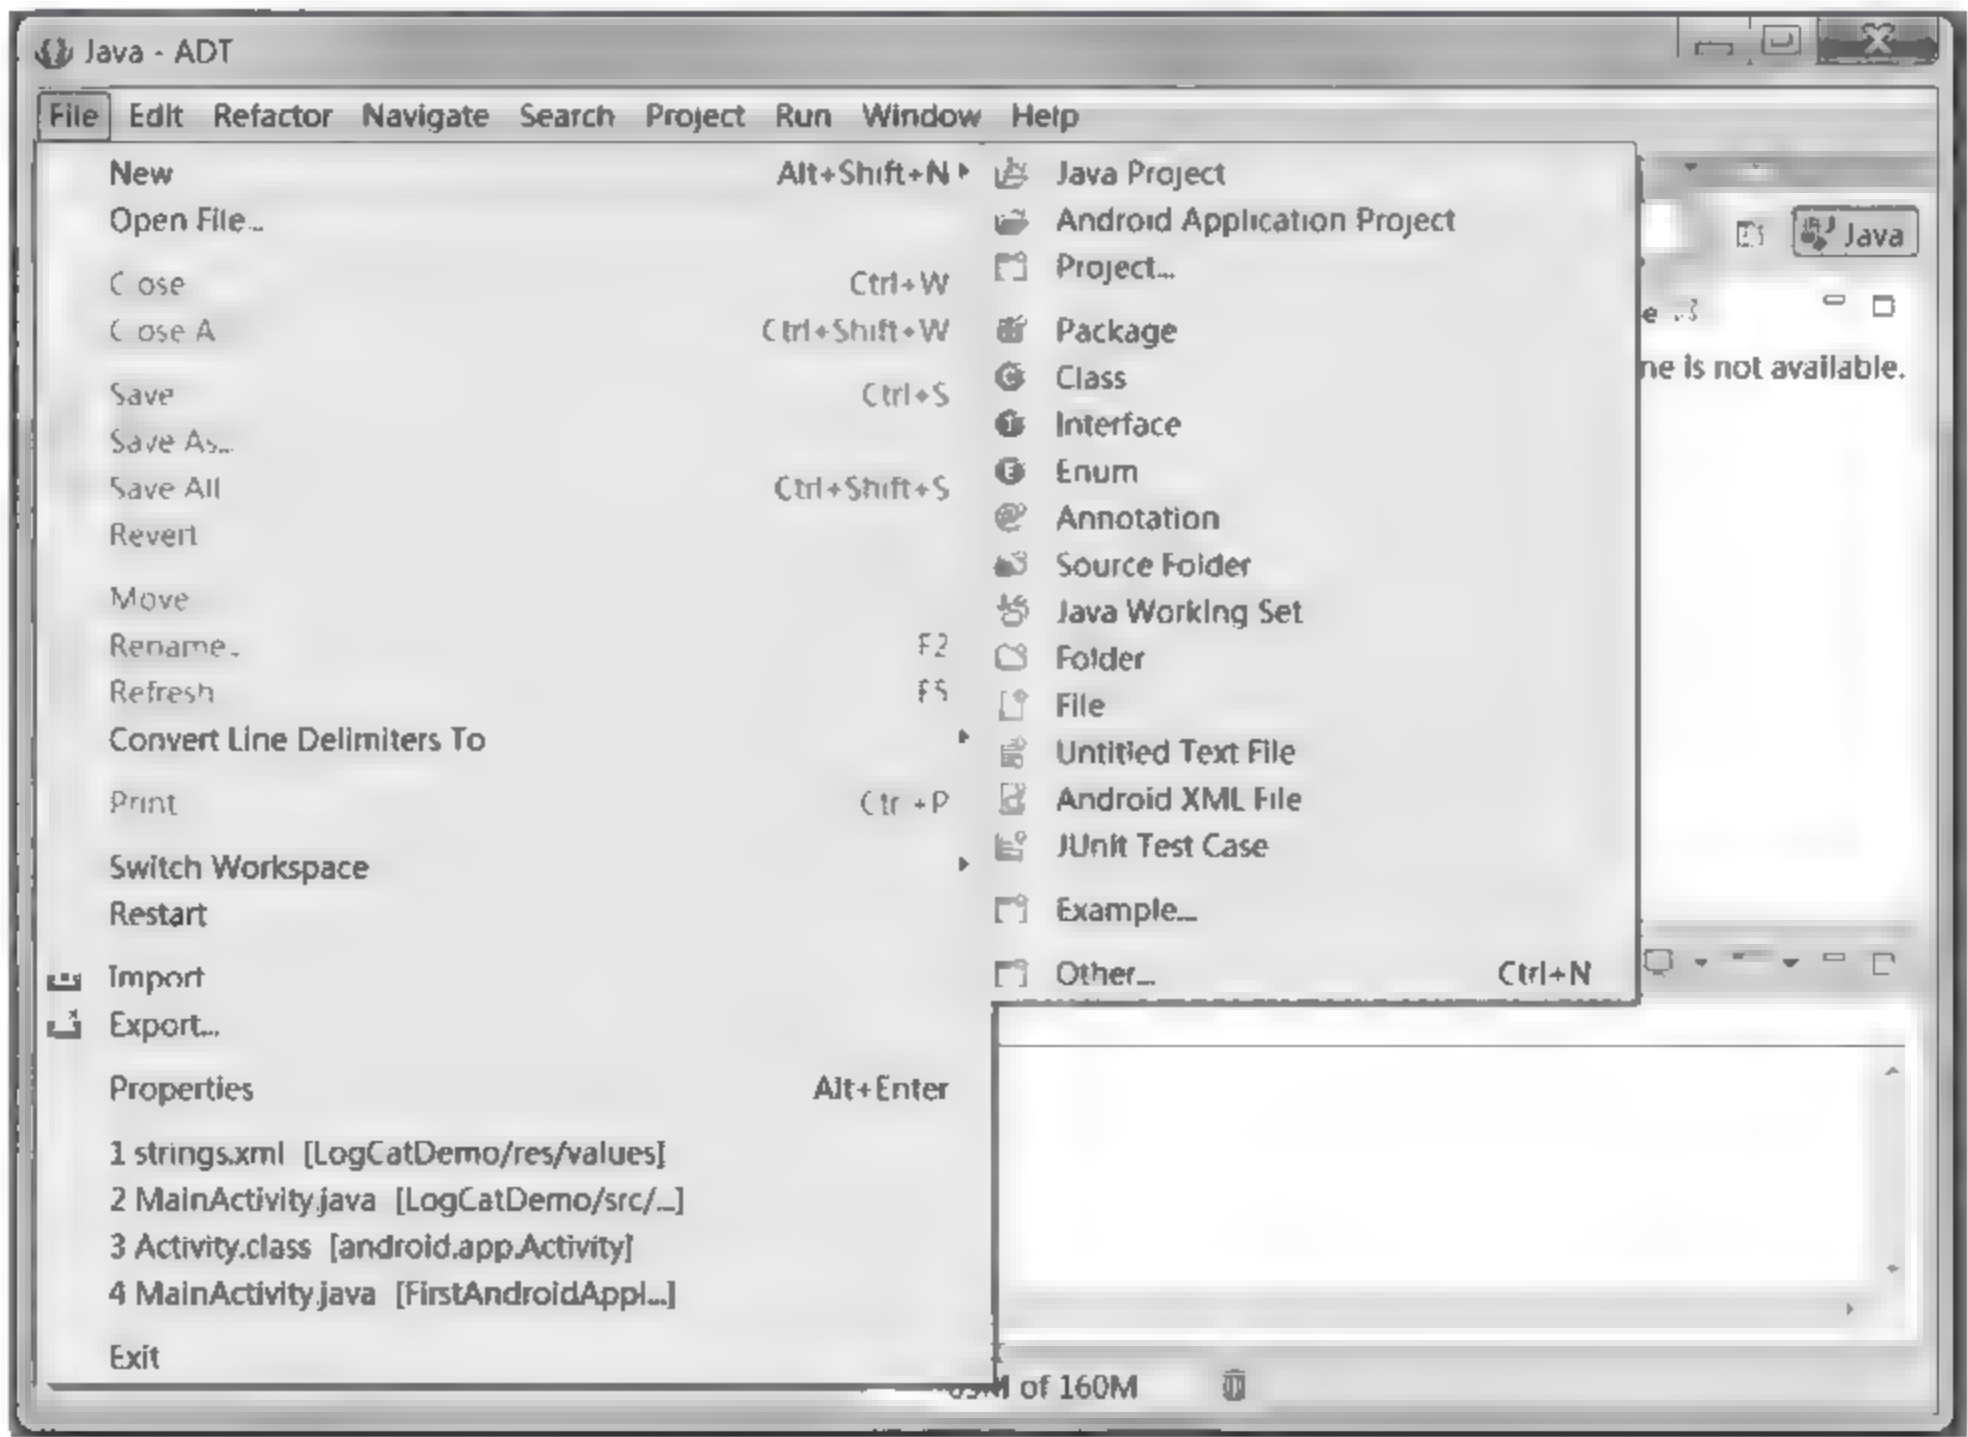 Java - ADT
File Edit Refactor Navigate Search Project Run Window Help
New Alt+Shift+N
Open File...
Close Ctrl+W
Close A Ctrl+Shift+W
Save Ctrl+S
Save As...
Save All Ctrl+Shift+S
Revert
Move
Rename... F2
Refresh F5
Convert Line Delimiters To
Print Ctrl+P
Switch Workspace
Restart
Import
Export...
Properties Alt+Enter
1 strings.xml [LogCatDemo/res/values]
2 MainActivity.java [LogCatDemo/src/...]
3 Activity.class [android.app.Activity]
4 MainActivity.java [FirstAndroidAppl...]
Exit
Java Project
Android Application Project
Project...
Package
Class
Interface
Enum
Annotation
Source Folder
Java Working Set
Folder
File
Untitled Text File
Android XML File
JUnit Test Case
Example...
Other... Ctrl+N
Java
ne is not available.
of 160M